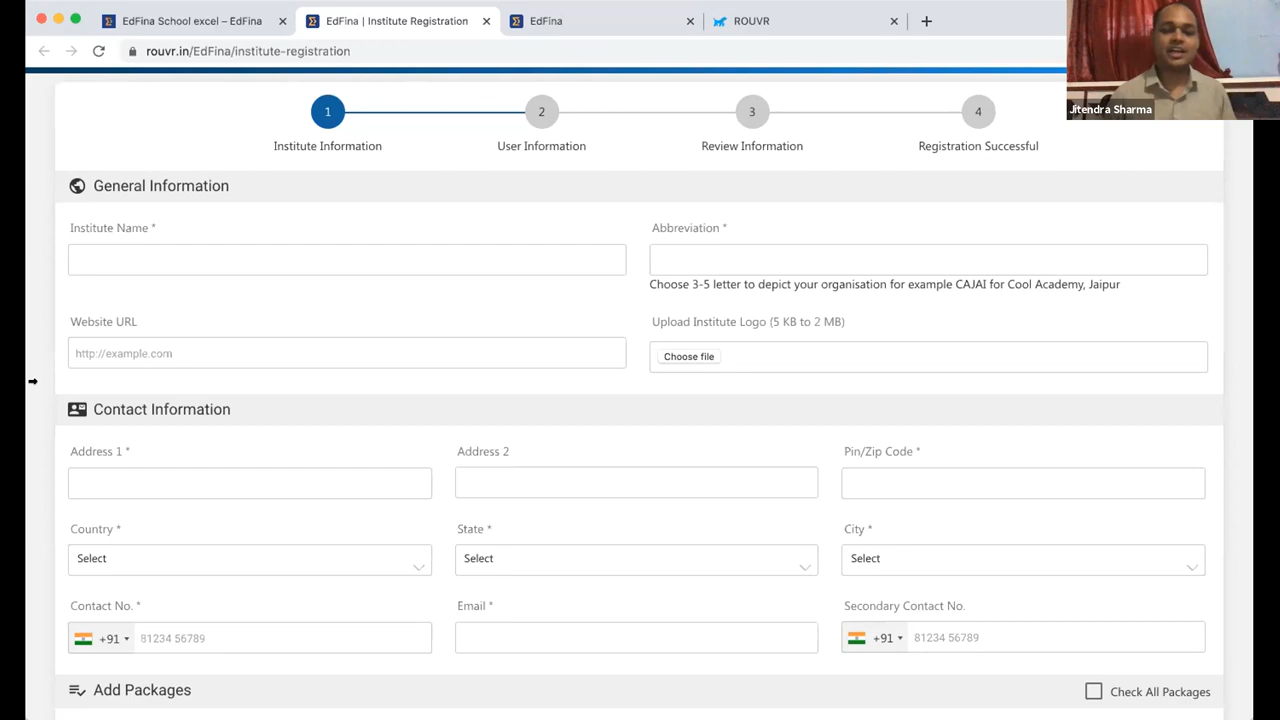 EdFina School excel – EdFina
EdFina | Institute Registration
EdFina
ROUVR
rouvr.in/EdFina/institute-registration
Jitendra Sharma
1 2 3 4
Institute Information User Information Review Information Registration Successful
General Information
Institute Name * Abbreviation *
Choose 3-5 letter to depict your organisation for example CAJAI for Cool Academy, Jaipur
Website URL Upload Institute Logo (5 KB to 2 MB)
http://example.com Choose file
Contact Information
Address 1 * Address 2 Pin/Zip Code *
Country * State * City *
Select Select Select
Contact No. * Email * Secondary Contact No.
+91 81234 56789 +91 81234 56789
Add Packages Check All Packages